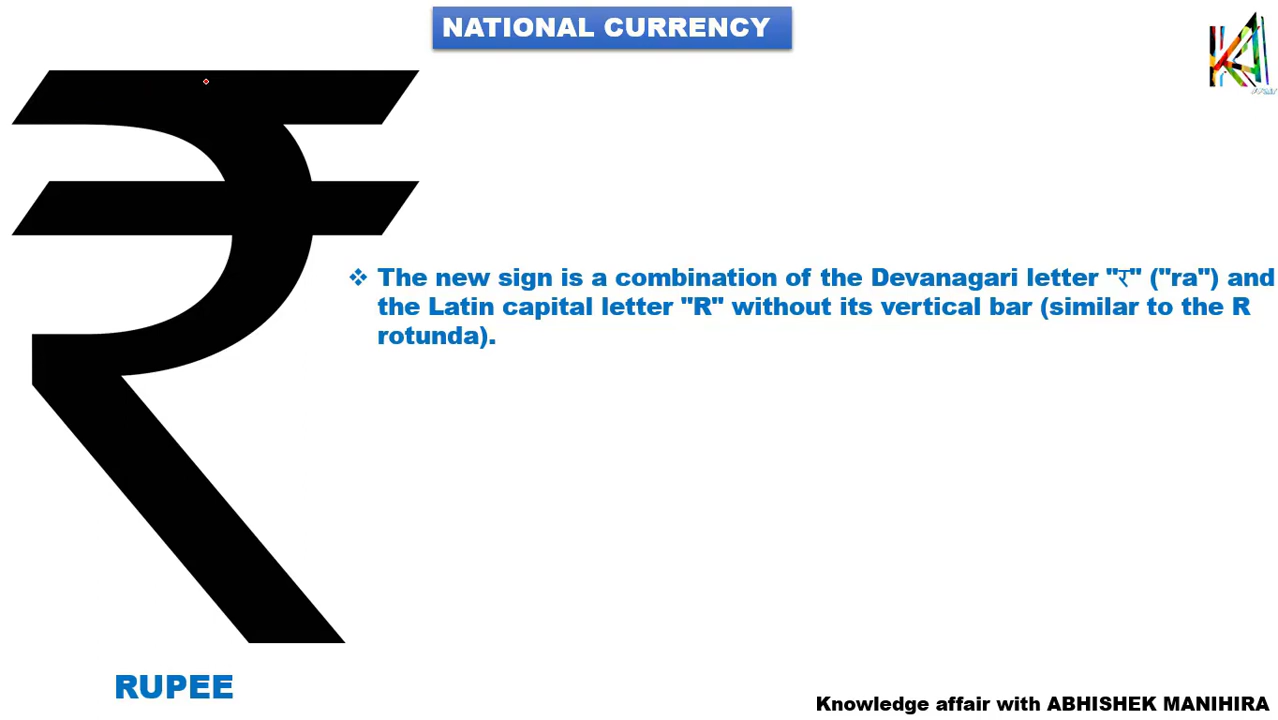 NATIONAL CURRENCY
❖ The new sign is a combination of the Devanagari letter "र" ("ra") and
the Latin capital letter "R" without its vertical bar (similar to the R
rotunda).
RUPEE
Knowledge affair with ABHISHEK MANIHIRA